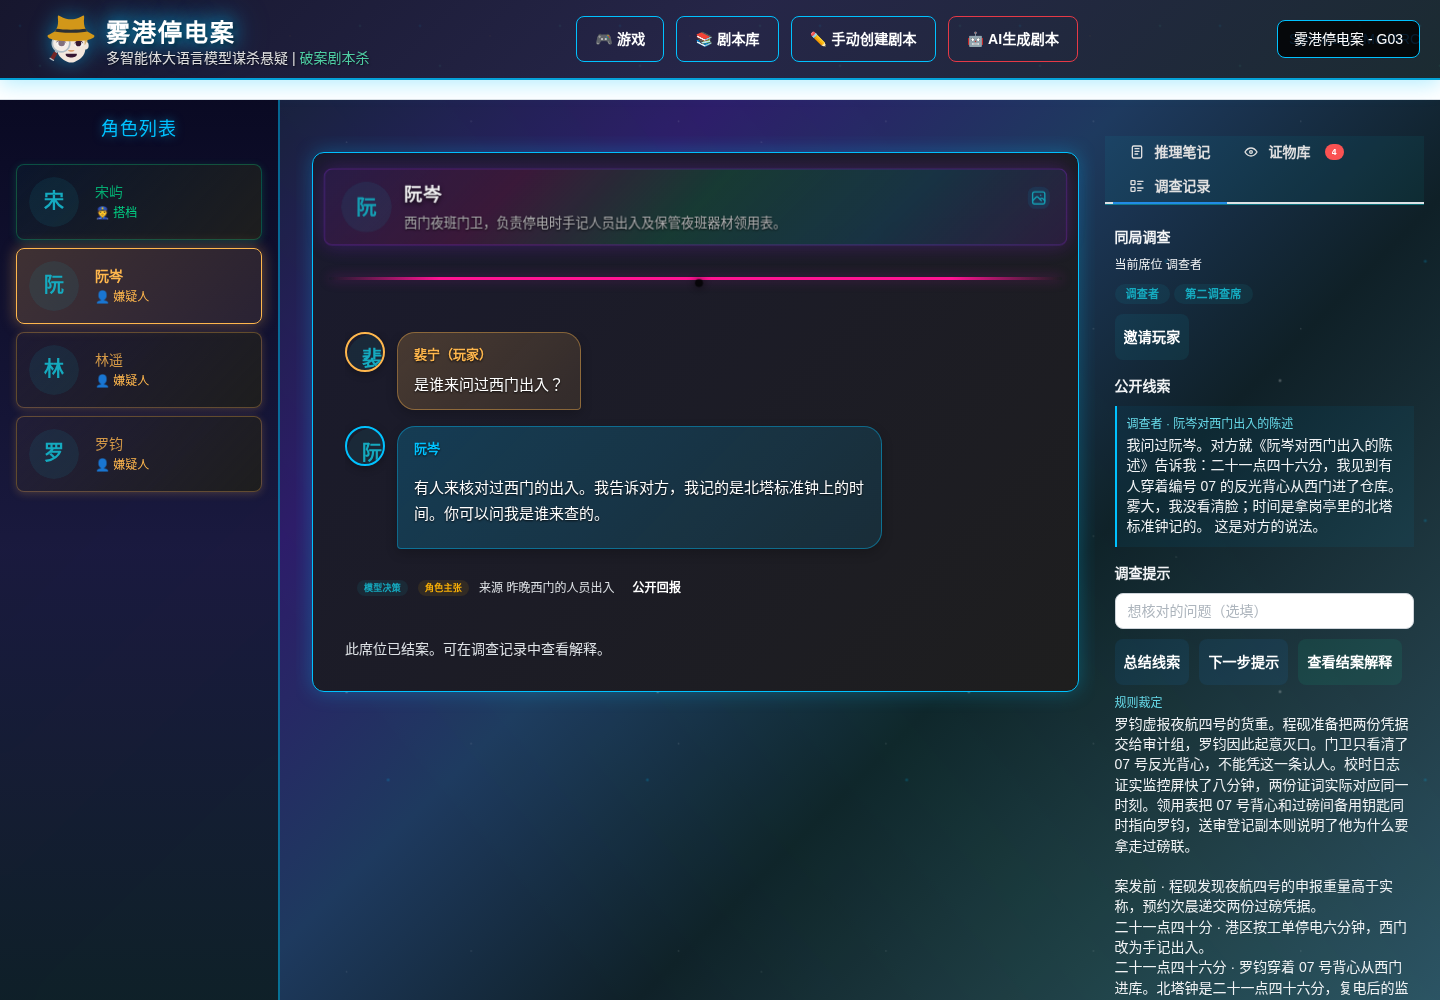 雾港停电案
多智能体大语言模型谋杀悬疑 | 破案剧本杀
🎮 游戏
📚 剧本库
✏️ 手动创建剧本
🤖 AI生成剧本
雾港停电案 - G03
角色列表
宋
宋屿
搭档
阮
阮岑
嫌疑人
林
林遥
嫌疑人
罗
罗钧
嫌疑人
阮
阮岑
西门夜班门卫，负责停电时手记人员出入及保管夜班器材领用表。
裴
裴宁（玩家）
是谁来问过西门出入？
阮
阮岑
有人来核对过西门的出入。我告诉对方，我记的是北塔标准钟上的时
间。你可以问我是谁来查的。
模型决策 角色主张 来源 昨晚西门的人员出入 公开回报
此席位已结案。可在调查记录中查看解释。
推理笔记
证物库 4
调查记录
同局调查
当前席位 调查者
调查者 第二调查席
邀请玩家
公开线索
调查者 · 阮岑对西门出入的陈述
我问过阮岑。对方就《阮岑对西门出入的陈
述》告诉我：二十一点四十六分，我见到有
人穿着编号 07 的反光背心从西门进了仓库。
雾大，我没看清脸；时间是拿岗亭里的北塔
标准钟记的。 这是对方的说法。
调查提示
想核对的问题（选填）
总结线索
下一步提示
查看结案解释
规则裁定
罗钧虚报夜航四号的货重。程砚准备把两份凭据
交给审计组，罗钧因此起意灭口。门卫只看清了
07 号反光背心，不能凭这一条认人。校时日志
证实监控屏快了八分钟，两份证词实际对应同一
时刻。领用表把 07 号背心和过磅间备用钥匙同
时指向罗钧，送审登记副本则说明了他为什么要
拿走过磅联。
案发前 · 程砚发现夜航四号的申报重量高于实
称，预约次晨递交两份过磅凭据。
二十一点四十分 · 港区按工单停电六分钟，西门
改为手记出入。
二十一点四十六分 · 罗钧穿着 07 号背心从西门
进库。北塔钟是二十一点四十六分，复电后的监